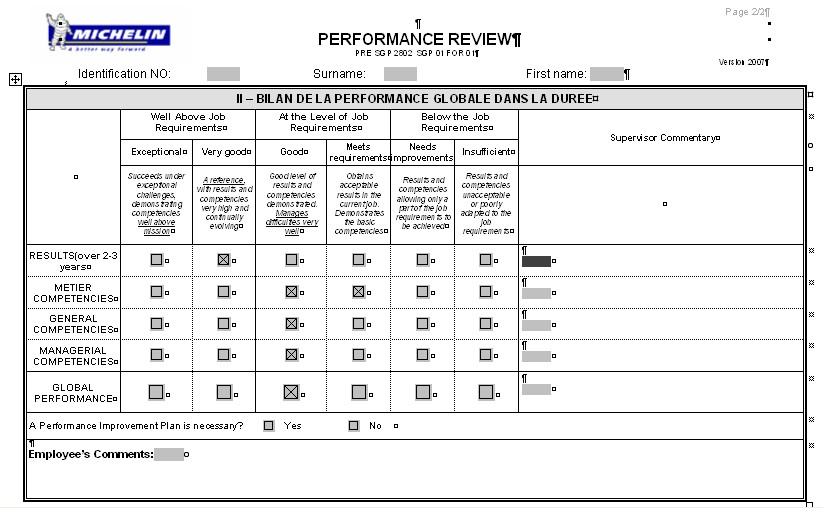 Page 2/2¶
MICHELIN
a better way forward
¶
PERFORMANCE REVIEW¶
PRE SGP 2802 SGP 01 FOR 01¶
Version 2007¶
Identification NO: Surname: First name: ¶
II – BILAN DE LA PERFORMANCE GLOBALE DANS LA DUREE¤
Well Above Job Requirements¤
At the Level of Job Requirements¤
Below the Job Requirements¤
Supervisor Commentary¤
Exceptional¤
Very good¤
Good¤
Meets requirements¤
Needs improvements
Insufficient¤
Succeeds under exceptional challenges, demonstrating competencies well above mission¤
A reference, with results and competencies very high and continually evolving¤
Good level of results and competencies demonstrated. Manages difficulties very well¤
Obtains acceptable results in the current job. Demonstrates the basic competencies¤
Results and competencies allowing only a part of the job requirements to be achieved¤
Results and competencies unacceptable or poorly adapted to the job requirements¤
RESULTS(over 2-3 years¤
METIER COMPETENCIES¤
GENERAL COMPETENCIES¤
MANAGERIAL COMPETENCIES¤
GLOBAL PERFORMANCE¤
A Performance Improvement Plan is necessary? Yes No ¤
¶
Employee's Comments: ¤